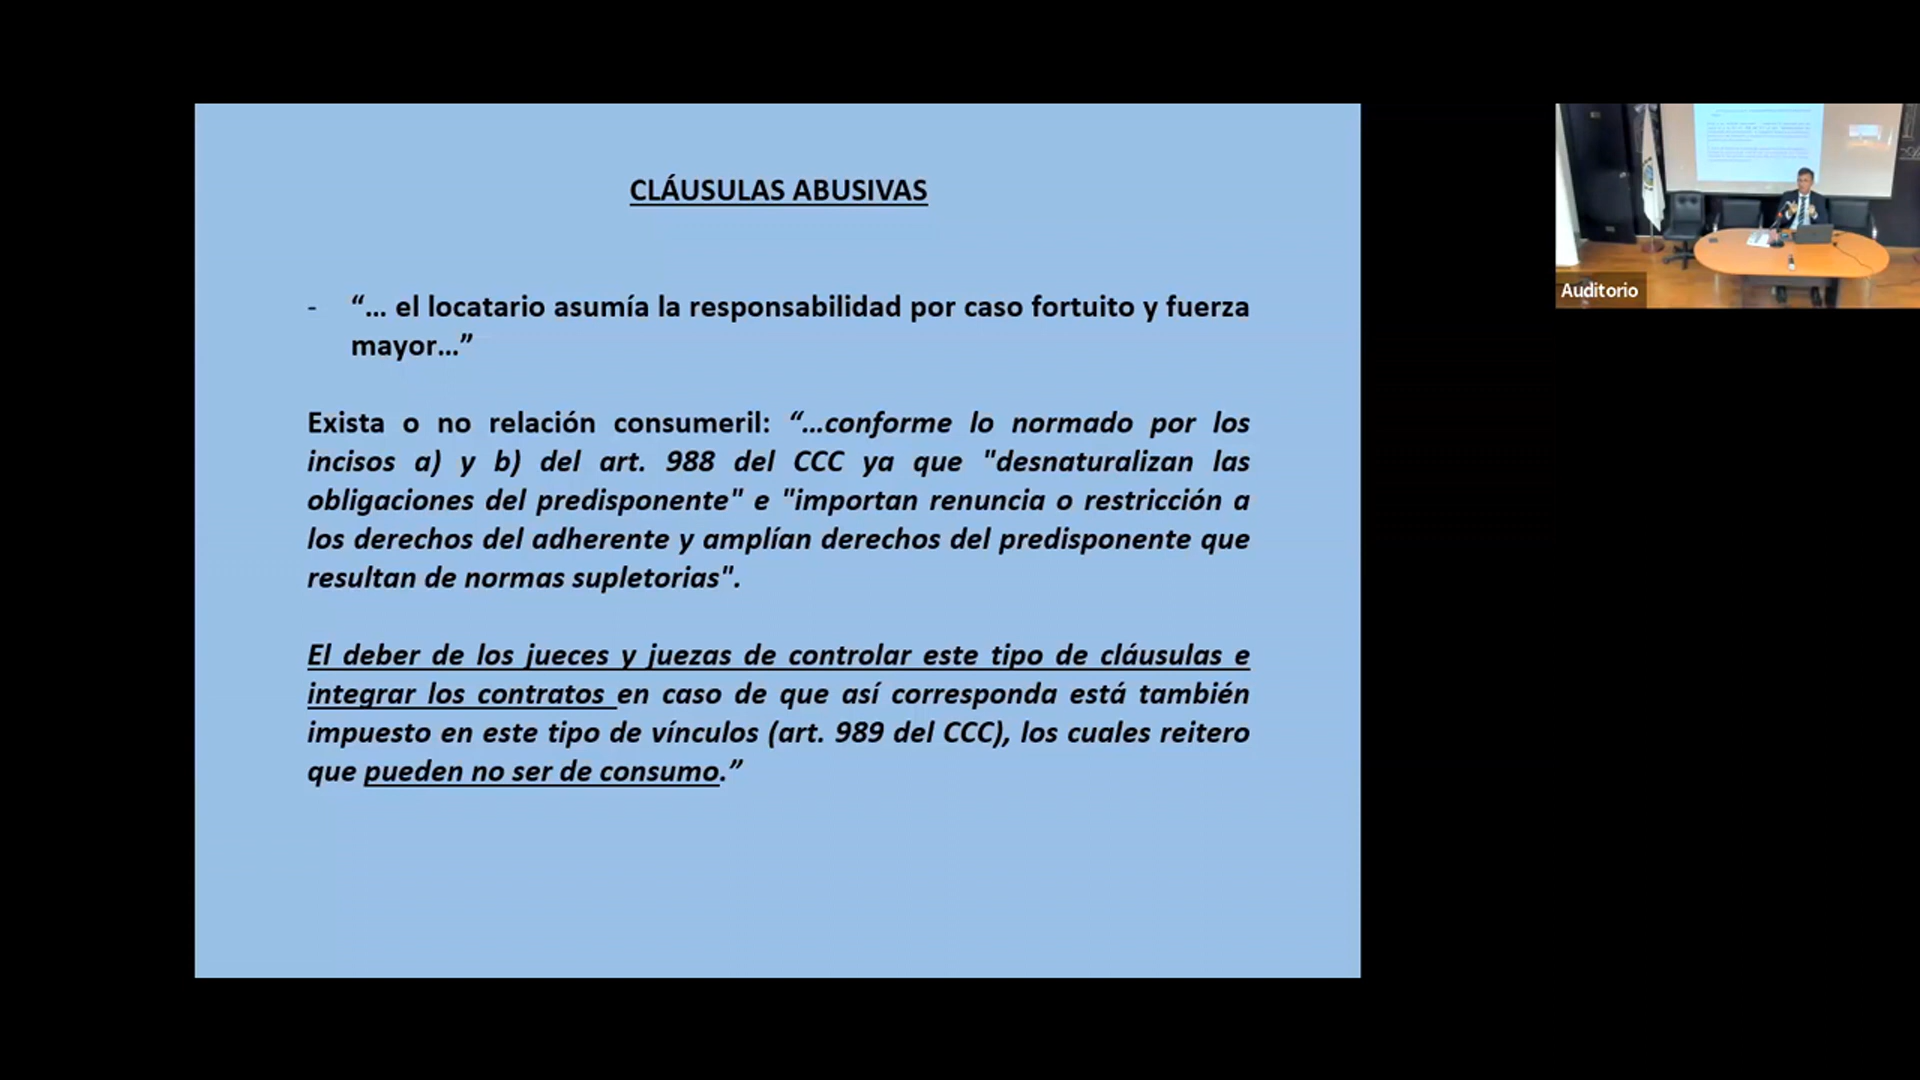 CLÁUSULAS ABUSIVAS
- “... el locatario asumía la responsabilidad por caso fortuito y fuerza
mayor...”
Exista o no relación consumeril: “...conforme lo normado por los
incisos a) y b) del art. 988 del CCC ya que "desnaturalizan las
obligaciones del predisponente" e "importan renuncia o restricción a
los derechos del adherente y amplían derechos del predisponente que
resultan de normas supletorias".
El deber de los jueces y juezas de controlar este tipo de cláusulas e
integrar los contratos en caso de que así corresponda está también
impuesto en este tipo de vínculos (art. 989 del CCC), los cuales reitero
que pueden no ser de consumo.”
Auditorio